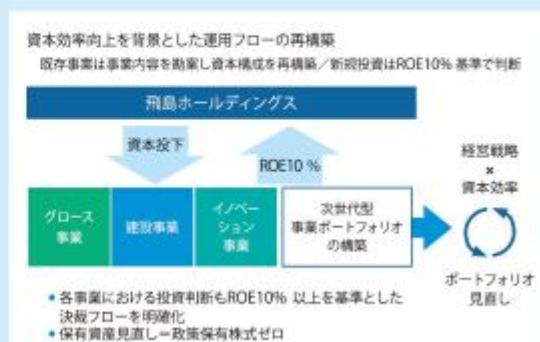 資本効率向上を背景とした運用フローの再構築
既存事業は事業内容を勘案し資本構成を再構築／新規投資はROE10% 基準で判断
飛島ホールディングス
資本投下
ROE10 %
グロース
事業
建設事業
イノベー
ション
事業
次世代型
事業ポートフォリオ
の構築
経営戦略
×
資本効率
ポートフォリオ
見直し
• 各事業における投資判断もROE10% 以上を基準とした
決裁フローを明確化
• 保有資産見直し＝政策保有株式ゼロ